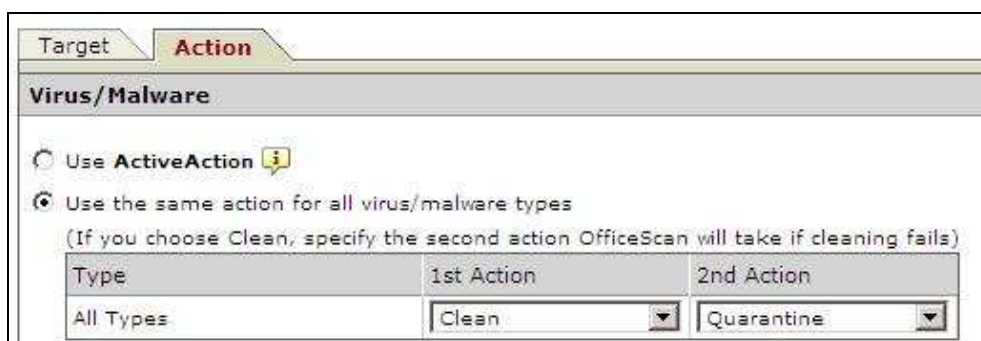 Target Action
Virus/Malware
Use ActiveAction
Use the same action for all virus/malware types
(If you choose Clean, specify the second action OfficeScan will take if cleaning fails)
Type 1st Action 2nd Action
All Types Clean Quarantine